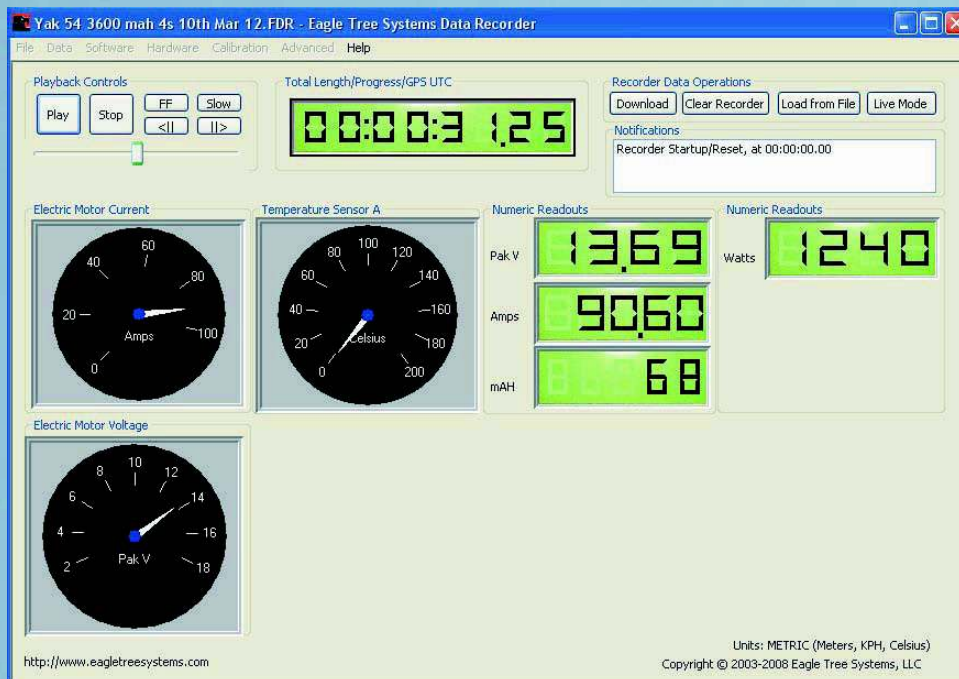 Yak 54 3600 mah 4s 10th Mar 12.FDR - Eagle Tree Systems Data Recorder
File Data Software Hardware Calibration Advanced Help
Playback Controls
Play
Stop
FF
Slow
<||
||>
Total Length/Progress/GPS UTC
00:00:31.25
Recorder Data Operations
Download
Clear Recorder
Load from File
Live Mode
Notifications
Recorder Startup/Reset, at 00:00:00.00
Electric Motor Current
0
20
40
60
80
100
Amps
Temperature Sensor A
0
20
40
60
80
100
120
140
160
180
200
Celsius
Numeric Readouts
Pak V 13.69
Amps 90.60
mAH 68
Numeric Readouts
Watts 1240
Electric Motor Voltage
2
4
6
8
10
12
14
16
18
Pak V
http://www.eagletreesystems.com
Units: METRIC (Meters, KPH, Celsius)
Copyright © 2003-2008 Eagle Tree Systems, LLC